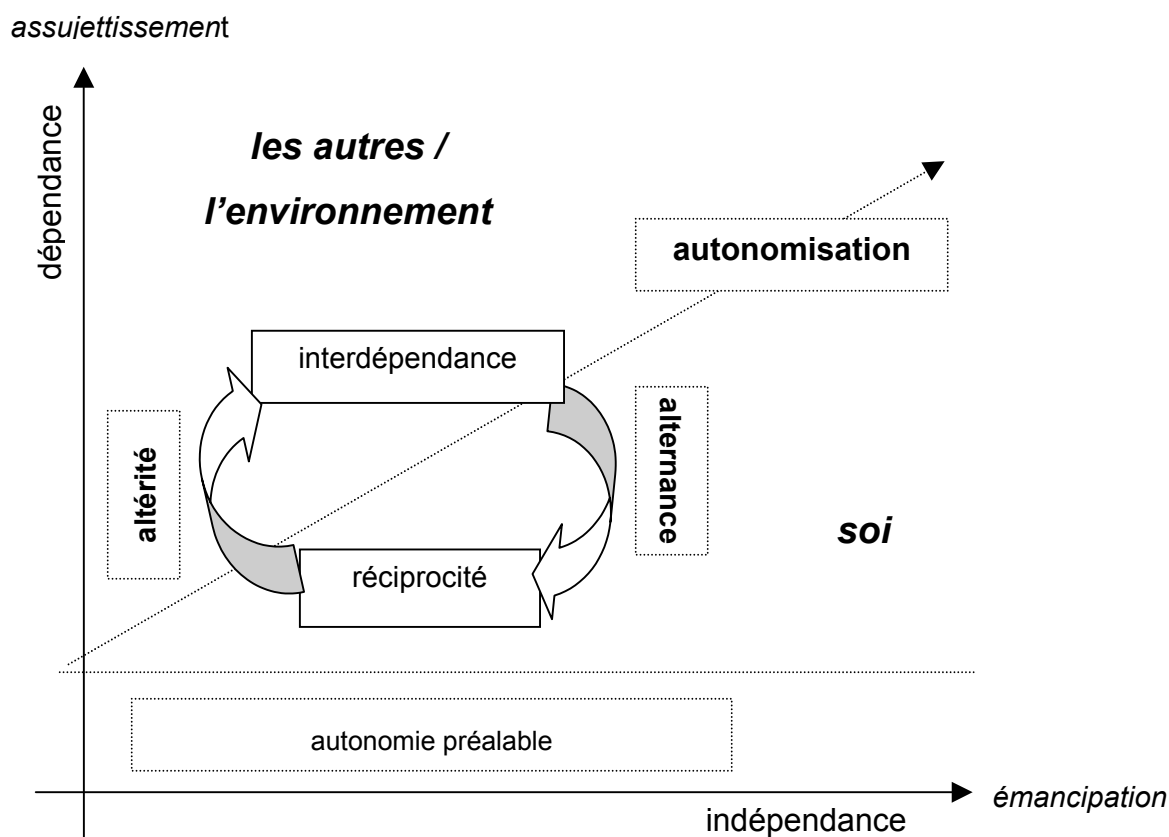 assujettissement
dépendance
les autres /
l’environnement
autonomisation
interdépendance
altérité
alternance
soi
réciprocité
autonomie préalable
émancipation
indépendance